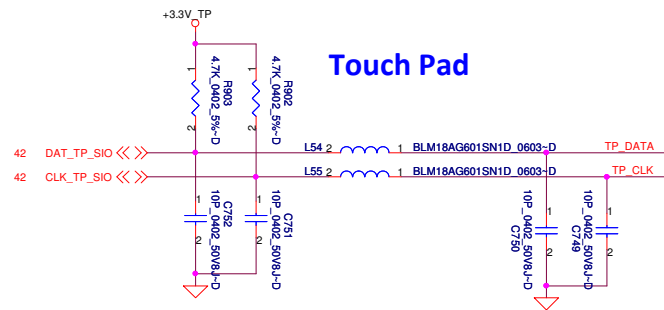 +3.3V_TP
Touch Pad
1
1
4.7K_0402_5%~D
R903
4.7K_0402_5%~D
R902
2
2
42 DAT_TP_SIO
L54 2
1 BLM18AG601SN1D_0603~D
TP_DATA
42 CLK_TP_SIO
L55 2
1 BLM18AG601SN1D_0603~D
TP_CLK
1
1
10P_0402_50V8J~D
C752
10P_0402_50V8J~D
C751
2
2
1
1
10P_0402_50V8J~D
C750
10P_0402_50V8J~D
C749
2
2